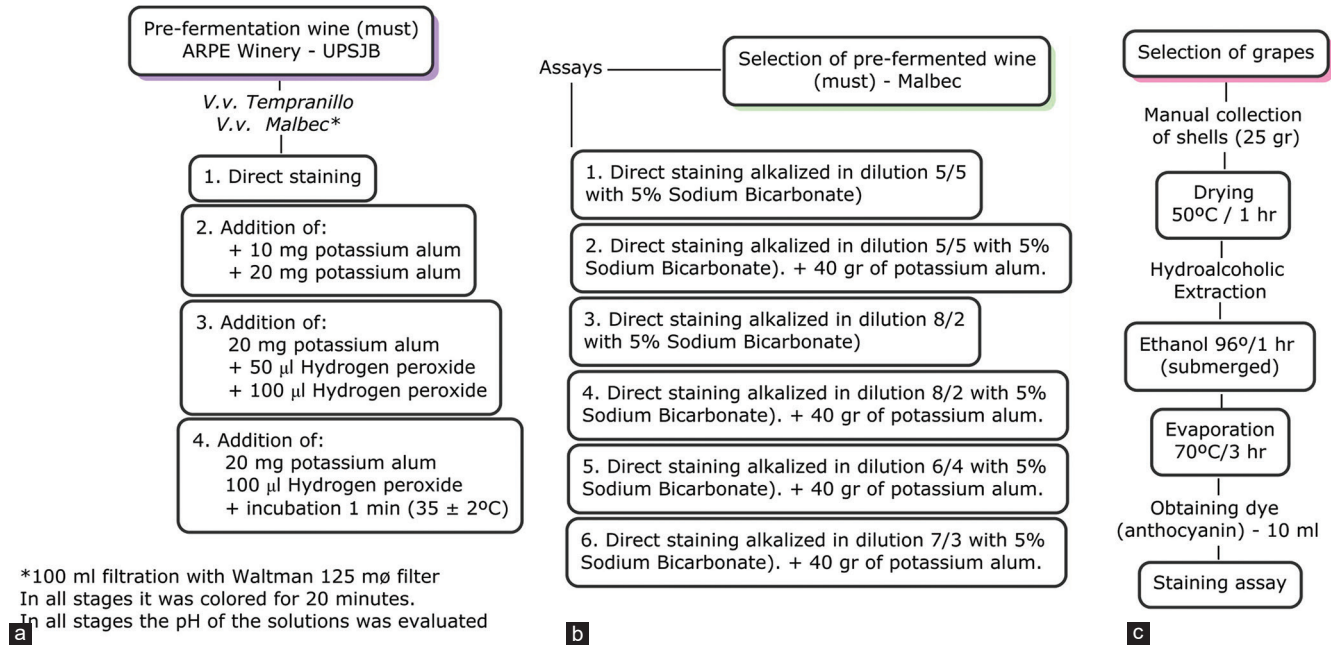 Pre-fermentation wine (must)
ARPE Winery - UPSJB
V.v. Tempranillo
V.v. Malbec*
1. Direct staining
2. Addition of:
+ 10 mg potassium alum
+ 20 mg potassium alum
3. Addition of:
20 mg potassium alum
+ 50 µl Hydrogen peroxide
+ 100 µl Hydrogen peroxide
4. Addition of:
20 mg potassium alum
100 µl Hydrogen peroxide
+ incubation 1 min (35 ± 2ºC)
*100 ml filtration with Waltman 125 mø filter
In all stages it was colored for 20 minutes.
In all stages the pH of the solutions was evaluated
a
Assays
Selection of pre-fermented wine
(must) - Malbec
1. Direct staining alkalized in dilution 5/5
with 5% Sodium Bicarbonate)
2. Direct staining alkalized in dilution 5/5 with 5%
Sodium Bicarbonate). + 40 gr of potassium alum.
3. Direct staining alkalized in dilution 8/2
with 5% Sodium Bicarbonate)
4. Direct staining alkalized in dilution 8/2 with 5%
Sodium Bicarbonate). + 40 gr of potassium alum.
5. Direct staining alkalized in dilution 6/4 with 5%
Sodium Bicarbonate). + 40 gr of potassium alum.
6. Direct staining alkalized in dilution 7/3 with 5%
Sodium Bicarbonate). + 40 gr of potassium alum.
b
Selection of grapes
Manual collection
of shells (25 gr)
Drying
50ºC / 1 hr
Hydroalcoholic
Extraction
Ethanol 96º/1 hr
(submerged)
Evaporation
70ºC/3 hr
Obtaining dye
(anthocyanin) - 10 ml
Staining assay
c